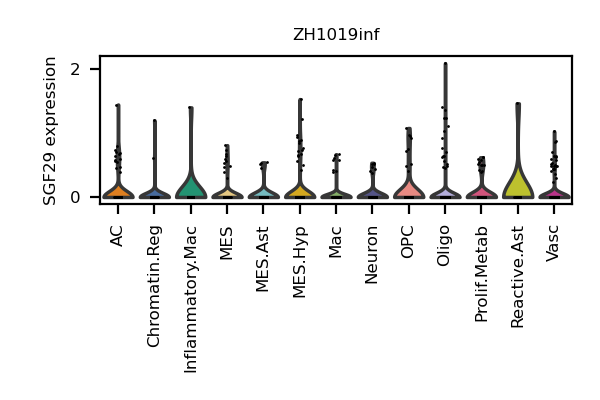 ZH1019inf
SGF29 expression
2
0
AC
Chromatin.Reg
Inflammatory.Mac
MES
MES.Ast
MES.Hyp
Mac
Neuron
OPC
Oligo
Prolif.Metab
Reactive.Ast
Vasc